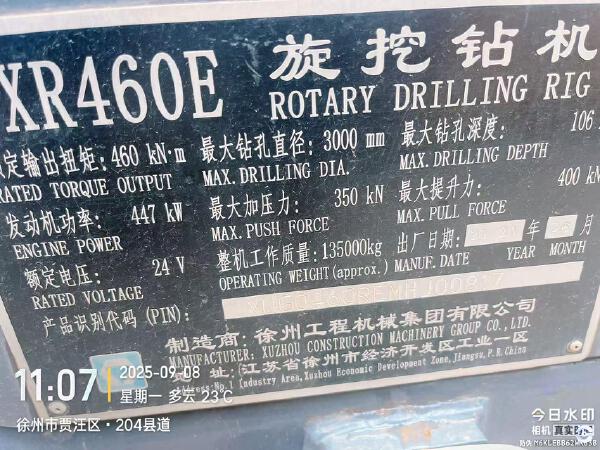 XR460E 旋挖钻机
ROTARY DRILLING RIG
定输出扭矩: 460 kN·m 最大钻孔直径: 3000 mm 最大钻孔深度: 106
RATED TORQUE OUTPUT MAX. DRILLING DIA. MAX. DRILLING DEPTH
发动机功率: 447 kW 最大加压力: 350 kN 最大提升力: 400 kN
ENGINE POWER MAX. PUSH FORCE MAX. PULL FORCE
额定电压: 24 V 整机工作质量: 135000kg 出厂日期: 年 月
RATED VOLTAGE OPERATING WEIGHT (approx.) MANUF. DATE YEAR MONTH
产品识别代码 (PIN):
制造商: 徐州工程机械集团有限公司
MANUFACTURER: XUZHOU CONSTRUCTION MACHINERY GROUP CO., LTD.
地 址: 江苏省徐州市经济开发区工业一区
Address: No.1 Industry Area, Xuzhou Economic Development Zone, Jiangsu, P.R. China
11:07 2025-09-08
星期一 多云 23℃
徐州市贾汪区·204县道
今日水印
相机 真实
防伪